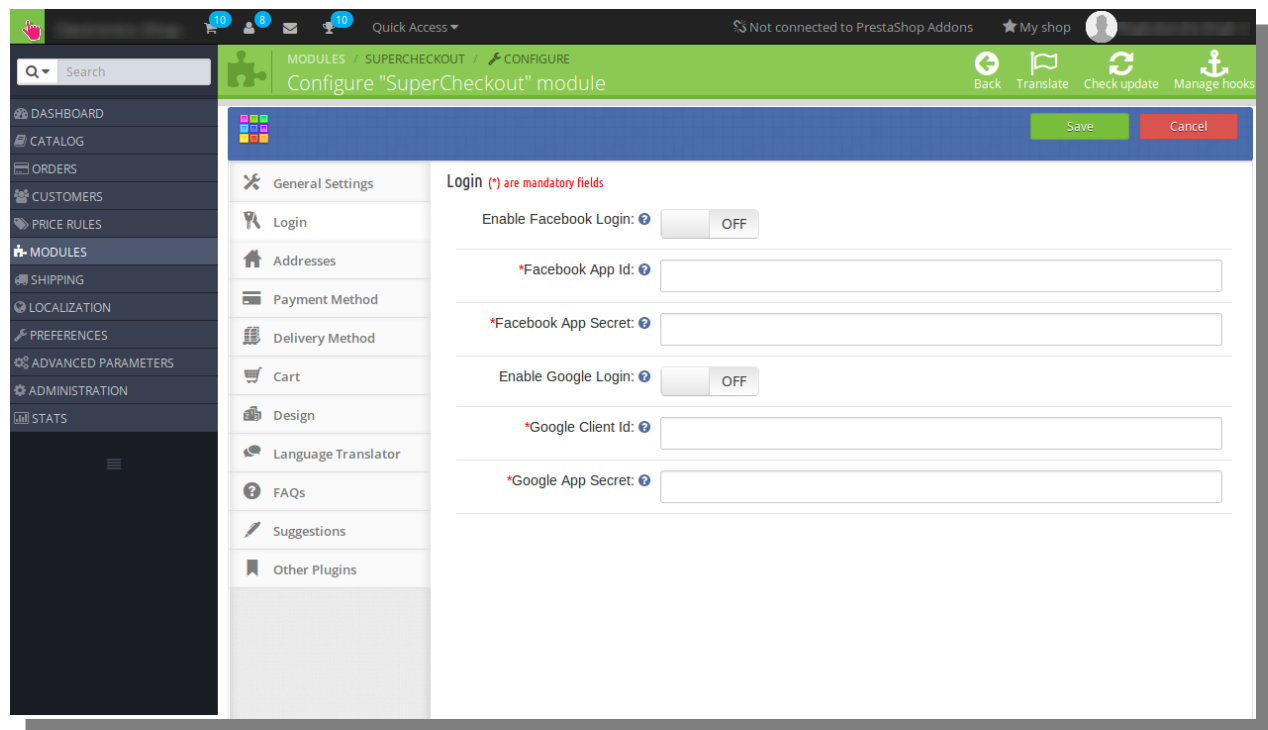 10 8 10 Quick Access Not connected to PrestaShop Addons My shop
Search
MODULES / SUPERCHECKOUT / CONFIGURE
Configure "SuperCheckout" module
Back Translate Check update Manage hooks
DASHBOARD
CATALOG
ORDERS
CUSTOMERS
PRICE RULES
MODULES
SHIPPING
LOCALIZATION
PREFERENCES
ADVANCED PARAMETERS
ADMINISTRATION
STATS
Save Cancel
General Settings
Login
Addresses
Payment Method
Delivery Method
Cart
Design
Language Translator
FAQs
Suggestions
Other Plugins
Login (*) are mandatory fields
Enable Facebook Login: OFF
*Facebook App Id:
*Facebook App Secret:
Enable Google Login: OFF
*Google Client Id:
*Google App Secret: